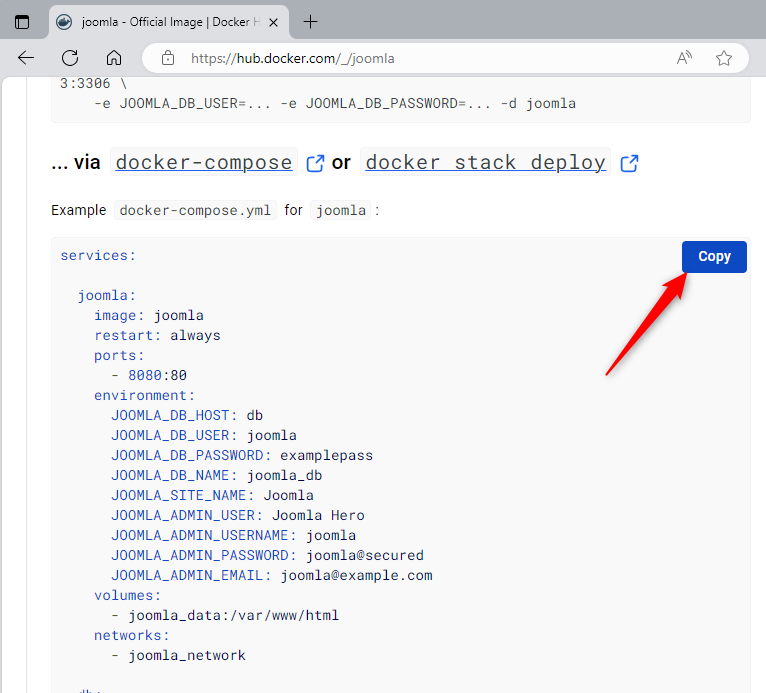 joomla - Official Image | Docker H
https://hub.docker.com/_/joomla
3:3306 \
-e JOOMLA_DB_USER=... -e JOOMLA_DB_PASSWORD=... -d joomla
... via docker-compose or docker stack deploy
Example docker-compose.yml for joomla :
Copy
services:
joomla:
image: joomla
restart: always
ports:
- 8080:80
environment:
JOOMLA_DB_HOST: db
JOOMLA_DB_USER: joomla
JOOMLA_DB_PASSWORD: examplepass
JOOMLA_DB_NAME: joomla_db
JOOMLA_SITE_NAME: Joomla
JOOMLA_ADMIN_USER: Joomla Hero
JOOMLA_ADMIN_USERNAME: joomla
JOOMLA_ADMIN_PASSWORD: joomla@secured
JOOMLA_ADMIN_EMAIL: joomla@example.com
volumes:
- joomla_data:/var/www/html
networks:
- joomla_network